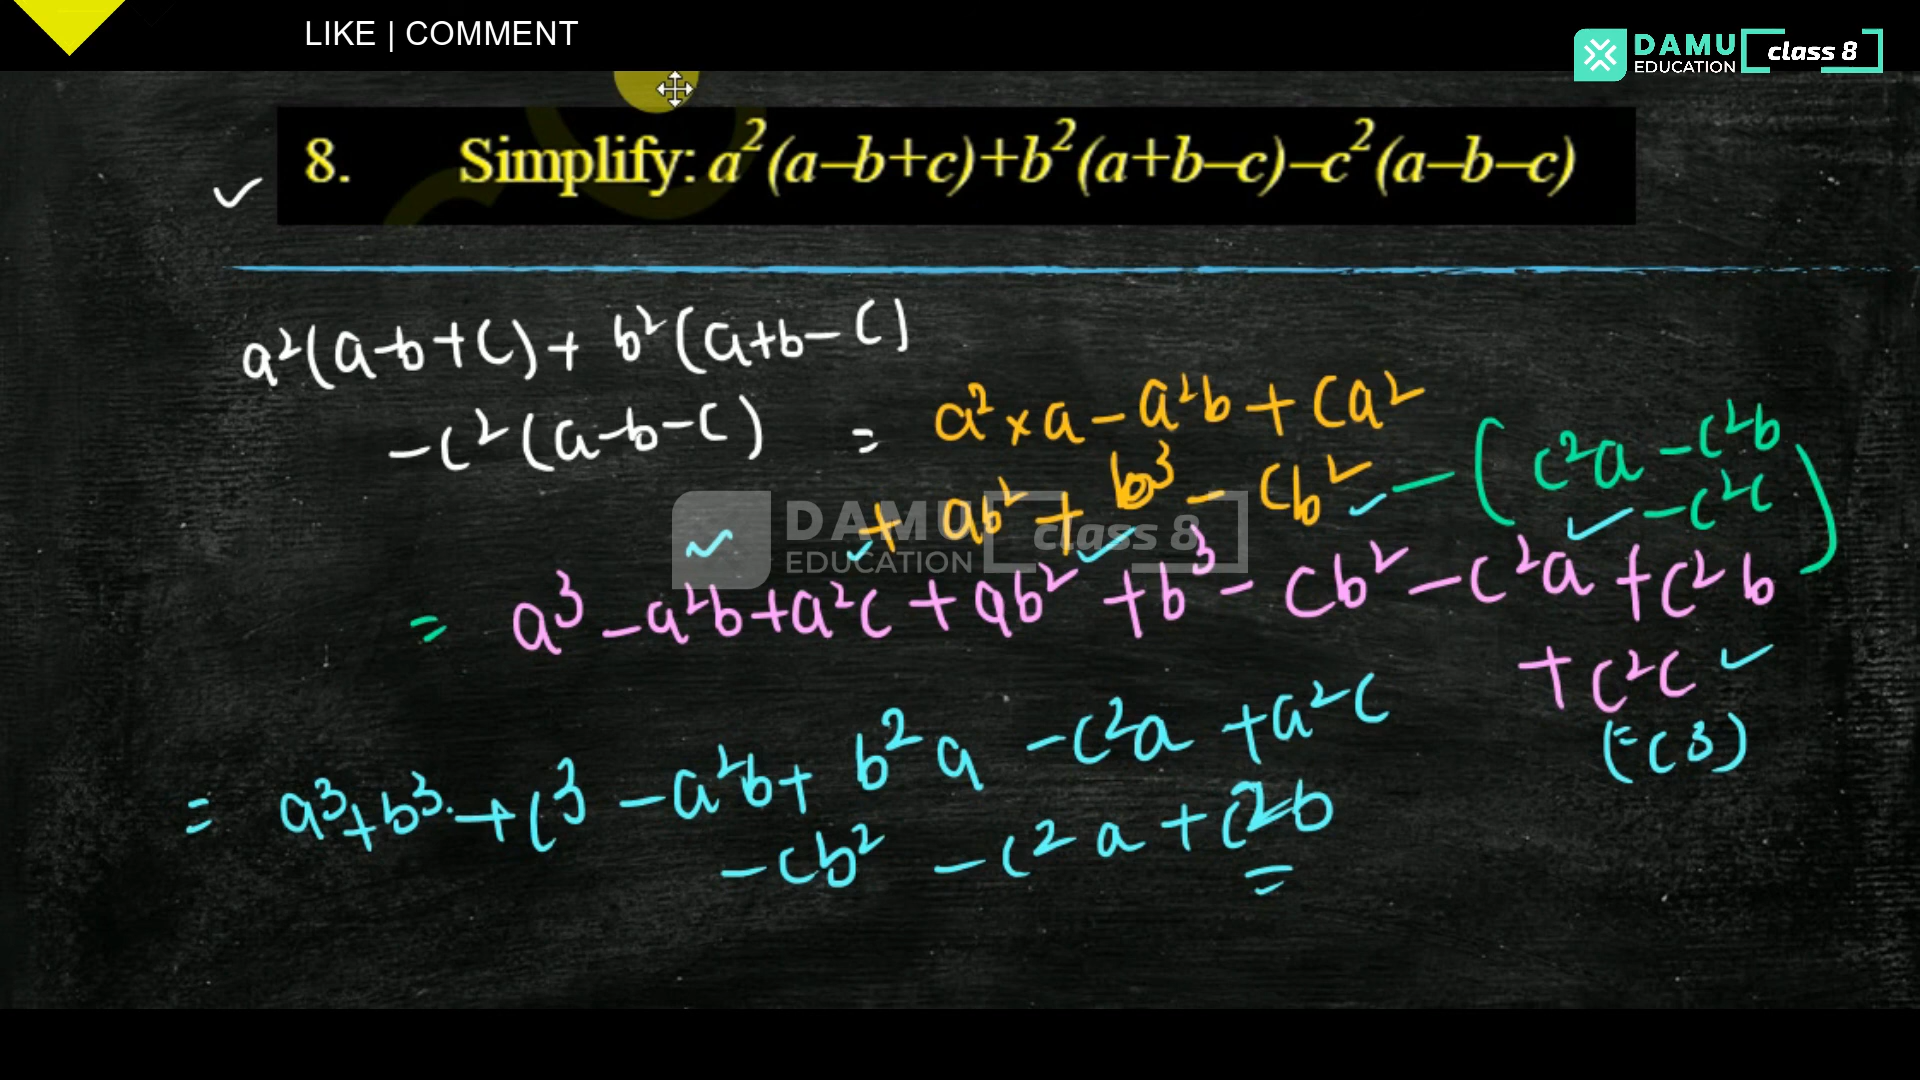 LIKE | COMMENT
DAMU EDUCATION class 8
8. Simplify: a²(a–b+c)+b²(a+b–c)–c²(a–b–c)
a²(a-b+c)+ b²(a+b-c)
-c²(a-b-c) = a²×a-a²b+ca²
+ab²+b³-cb²-(c²a-c²b
-c²c)
DAMU EDUCATION class 8
= a³-a²b+a²c+ab²+b³-cb²-c²a+c²b
+c²c
(=c3)
= a³+b³+c³-a²b+b²a-c²a+a²c
-cb²-c²a+c2b